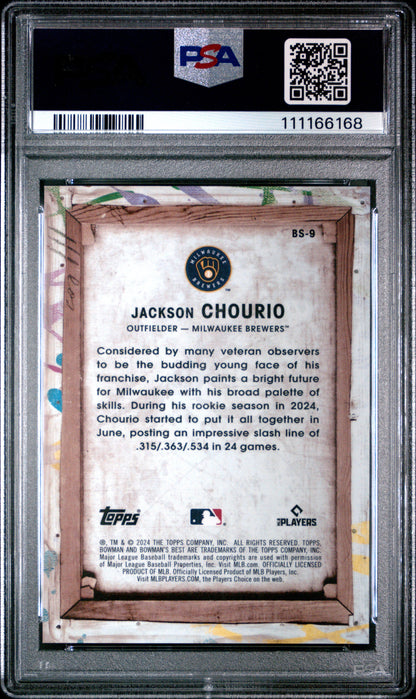 PSA
111166168
BS-9
MILWAUKEE
BREWERS
JACKSON CHOURIO
OUTFIELDER — MILWAUKEE BREWERS™
Considered by many veteran observers
to be the budding young face of his
franchise, Jackson paints a bright future
for Milwaukee with his broad palette of
skills. During his rookie season in 2024,
Chourio started to put it all together in
June, posting an impressive slash line of
.315/.363/.534 in 24 games.
topps
PLAYERS
®, TM & © 2024 THE TOPPS COMPANY, INC. ALL RIGHTS RESERVED. TOPPS,
BOWMAN AND BOWMAN'S BEST ARE TRADEMARKS OF THE TOPPS COMPANY, INC.
Major League Baseball trademarks and copyrights are used with permission
of Major League Baseball Properties, Inc. Visit MLB.com. OFFICIALLY LICENSED
PRODUCT OF MLB. Officially Licensed Product of MLB Players, Inc.
Visit MLBPLAYERS.COM, the Players Choice on the web.
PSA